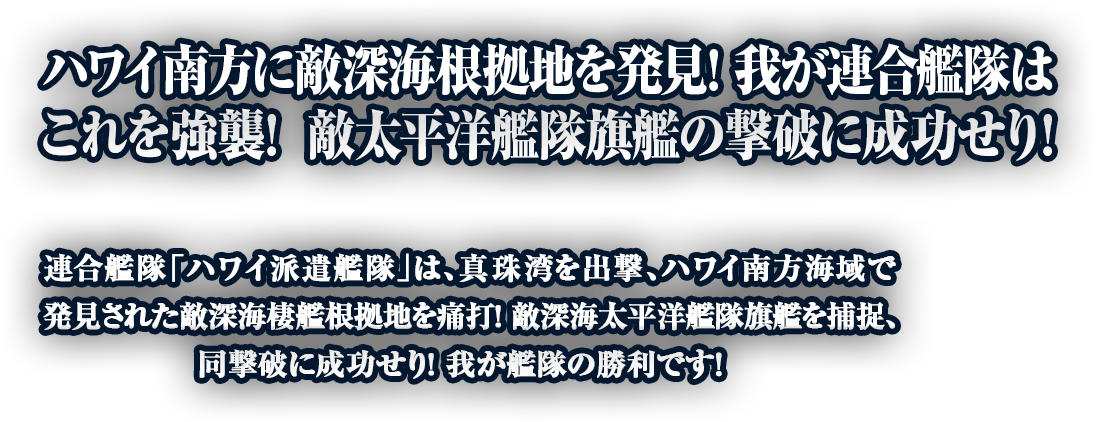 ハワイ南方に敵深海根拠地を発見! 我が連合艦隊は
これを強襲! 敵太平洋艦隊旗艦の撃破に成功せり!
連合艦隊「ハワイ派遣艦隊」は、真珠湾を出撃、ハワイ南方海域で
発見された敵深海棲艦根拠地を痛打! 敵深海太平洋艦隊旗艦を捕捉、
同撃破に成功せり! 我が艦隊の勝利です!